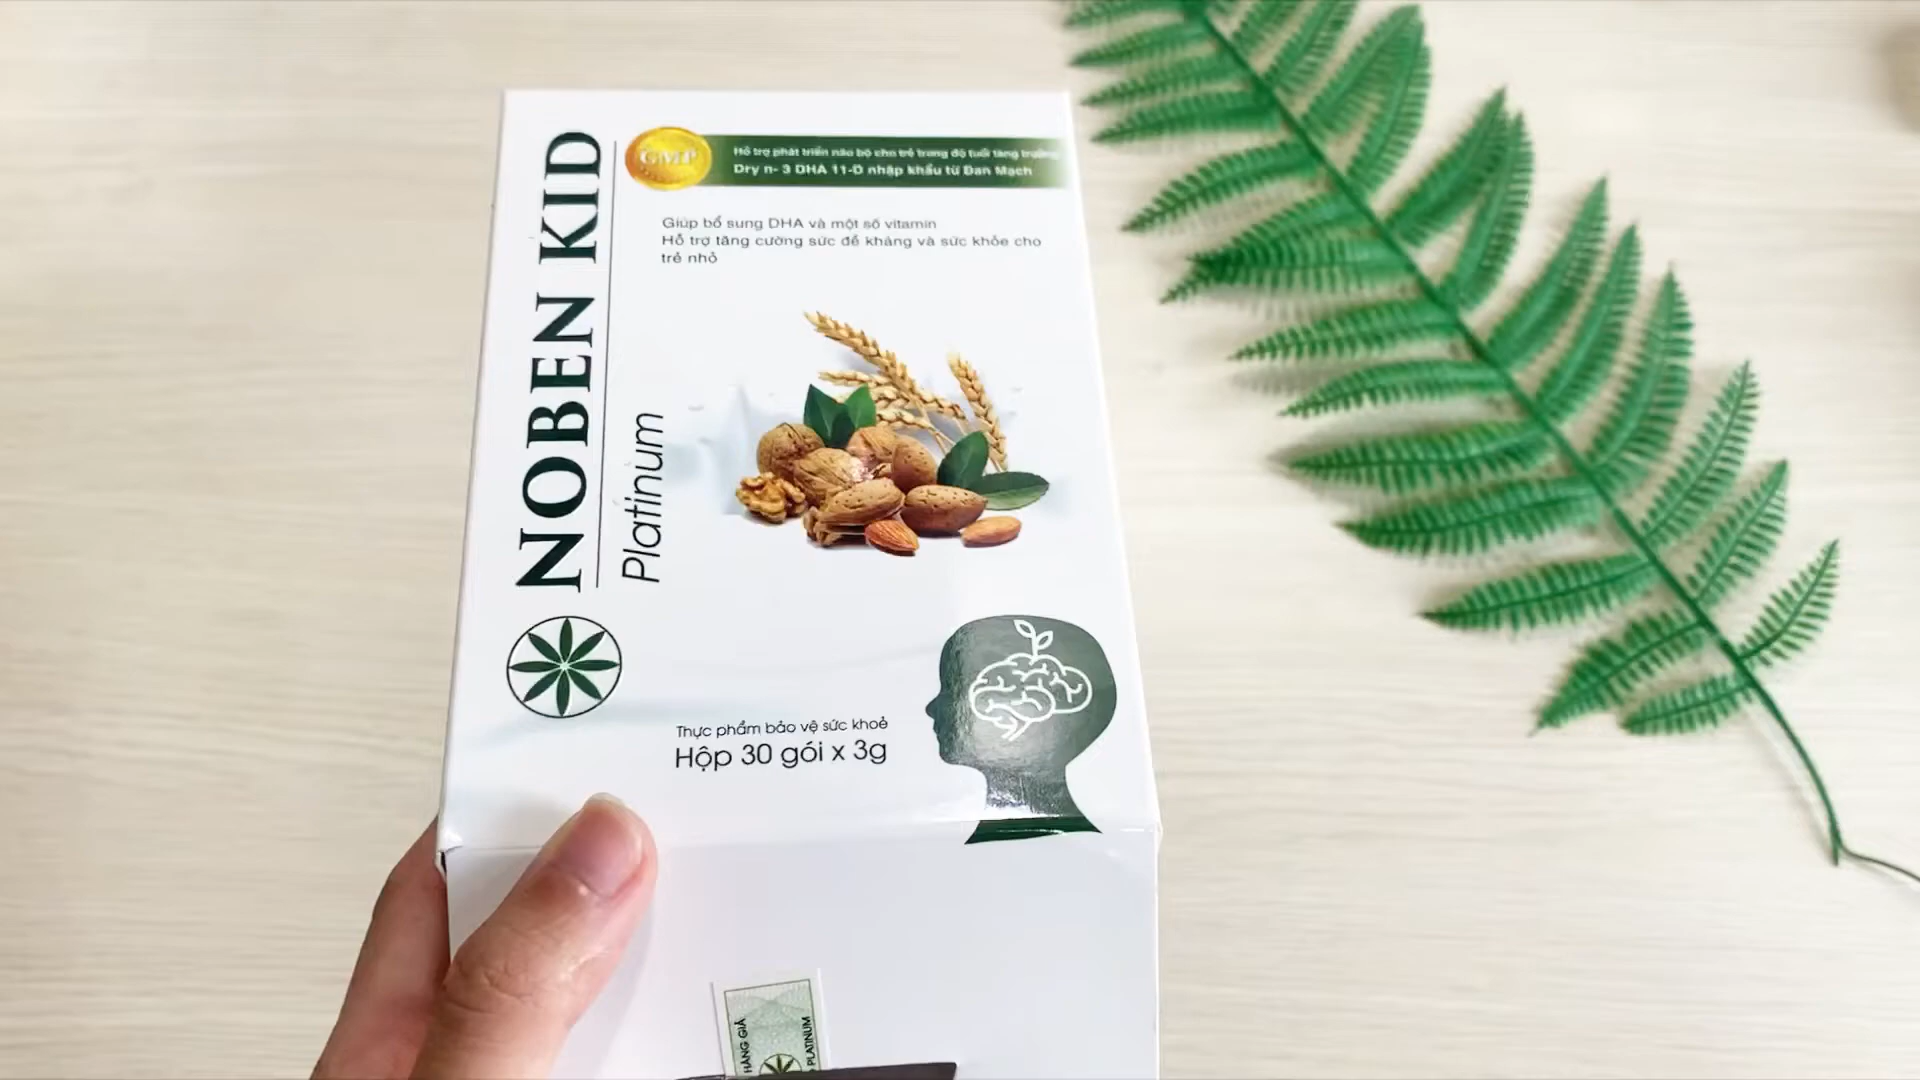 NOBEN KID
Platinum
GMP
Hỗ trợ phát triển não bộ cho trẻ trong độ tuổi tăng trưởng
Dry n- 3 DHA 11-D nhập khẩu từ Đan Mạch
Giúp bổ sung DHA và một số vitamin
Hỗ trợ tăng cường sức đề kháng và sức khỏe cho
trẻ nhỏ
Thực phẩm bảo vệ sức khoẻ
Hộp 30 gói x 3g
HÀNG GIẢ
PLATINUM